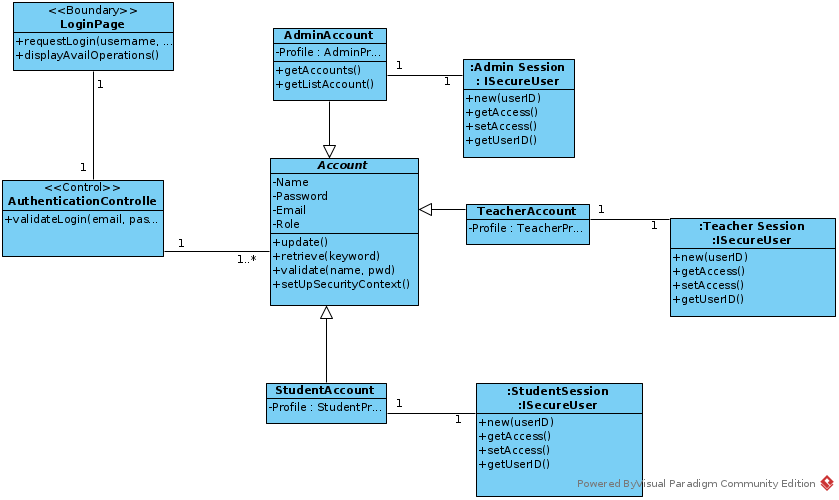 <<Boundary>>
LoginPage
+requestLogin(username, ...
+displayAvailOperations()
1
1
<<Control>>
AuthenticationControlle
+validateLogin(email, pas...
1
1..*
AdminAccount
-Profile : AdminPr...
+getAccounts()
+getListAccount()
1
1
:Admin Session
: ISecureUser
+new(userID)
+getAccess()
+setAccess()
+getUserID()
Account
-Name
-Password
-Email
-Role
+update()
+retrieve(keyword)
+validate(name, pwd)
+setUpSecurityContext()
TeacherAccount
-Profile : TeacherPr...
1
1
:Teacher Session
:ISecureUser
+new(userID)
+getAccess()
+setAccess()
+getUserID()
StudentAccount
-Profile : StudentPr...
1
1
:StudentSession
:ISecureUser
+new(userID)
+getAccess()
+setAccess()
+getUserID()
Powered ByVisual Paradigm Community Edition